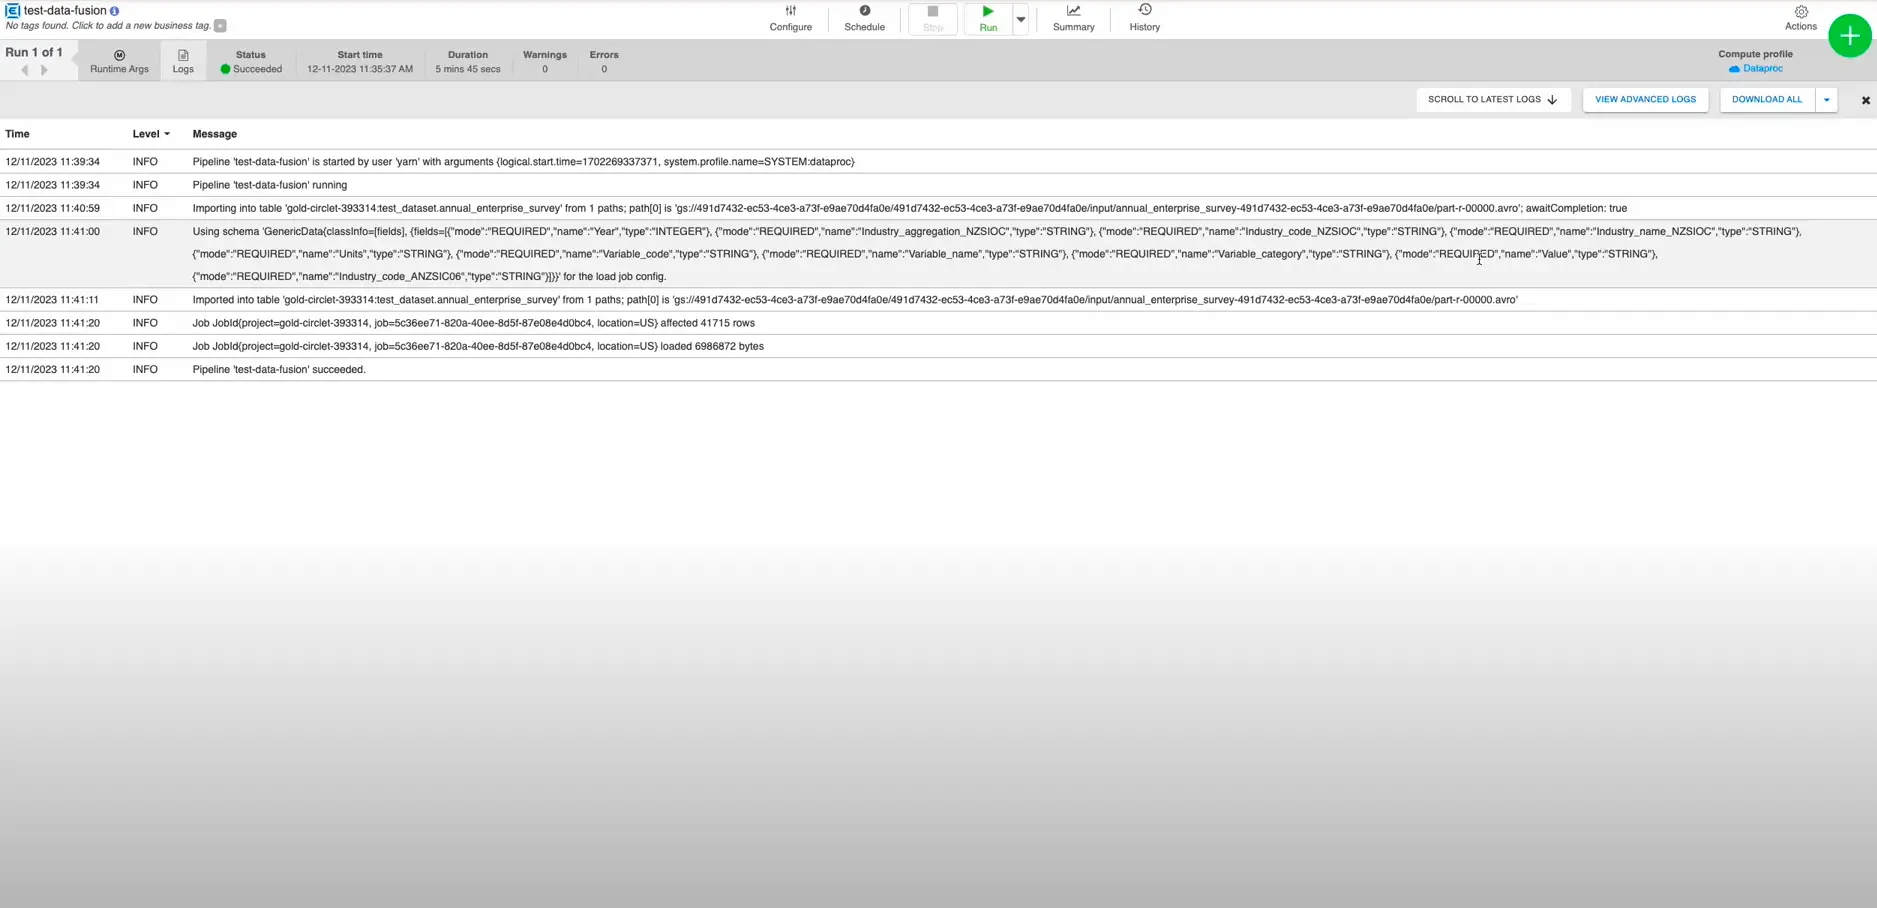 test-data-fusion
No tags found. Click to add a new business tag.
Configure
Schedule
Stop
Run
Summary
History
Actions
Run 1 of 1
Runtime Args
Logs
Status
Succeeded
Start time
12-11-2023 11:35:37 AM
Duration
5 mins 45 secs
Warnings
0
Errors
0
Compute profile
Dataproc
SCROLL TO LATEST LOGS
VIEW ADVANCED LOGS
DOWNLOAD ALL
Time Level Message
12/11/2023 11:39:34 INFO Pipeline 'test-data-fusion' is started by user 'yarn' with arguments {logical.start.time=1702269337371, system.profile.name=SYSTEM:dataproc}
12/11/2023 11:39:34 INFO Pipeline 'test-data-fusion' running
12/11/2023 11:40:59 INFO Importing into table 'gold-circlet-393314:test_dataset.annual_enterprise_survey' from 1 paths; path[0] is 'gs://491d7432-ec53-4ce3-a73f-e9ae70d4fa0e/491d7432-ec53-4ce3-a73f-e9ae70d4fa0e/input/annual_enterprise_survey-491d7432-ec53-4ce3-a73f-e9ae70d4fa0e/part-r-00000.avro'; awaitCompletion: true
12/11/2023 11:41:00 INFO Using schema 'GenericData{classInfo=[fields], {fields=[{"mode":"REQUIRED","name":"Year","type":"INTEGER"}, {"mode":"REQUIRED","name":"Industry_aggregation_NZSIOC","type":"STRING"}, {"mode":"REQUIRED","name":"Industry_code_NZSIOC","type":"STRING"}, {"mode":"REQUIRED","name":"Industry_name_NZSIOC","type":"STRING"},
{"mode":"REQUIRED","name":"Units","type":"STRING"}, {"mode":"REQUIRED","name":"Variable_code","type":"STRING"}, {"mode":"REQUIRED","name":"Variable_name","type":"STRING"}, {"mode":"REQUIRED","name":"Variable_category","type":"STRING"}, {"mode":"REQUIRED","name":"Value","type":"STRING"},
{"mode":"REQUIRED","name":"Industry_code_ANZSIC06","type":"STRING"}]}}' for the load job config.
12/11/2023 11:41:11 INFO Imported into table 'gold-circlet-393314:test_dataset.annual_enterprise_survey' from 1 paths; path[0] is 'gs://491d7432-ec53-4ce3-a73f-e9ae70d4fa0e/491d7432-ec53-4ce3-a73f-e9ae70d4fa0e/input/annual_enterprise_survey-491d7432-ec53-4ce3-a73f-e9ae70d4fa0e/part-r-00000.avro'
12/11/2023 11:41:20 INFO Job JobId{project=gold-circlet-393314, job=5c36ee71-820a-40ee-8d5f-87e08e4d0bc4, location=US} affected 41715 rows
12/11/2023 11:41:20 INFO Job JobId{project=gold-circlet-393314, job=5c36ee71-820a-40ee-8d5f-87e08e4d0bc4, location=US} loaded 6986872 bytes
12/11/2023 11:41:20 INFO Pipeline 'test-data-fusion' succeeded.